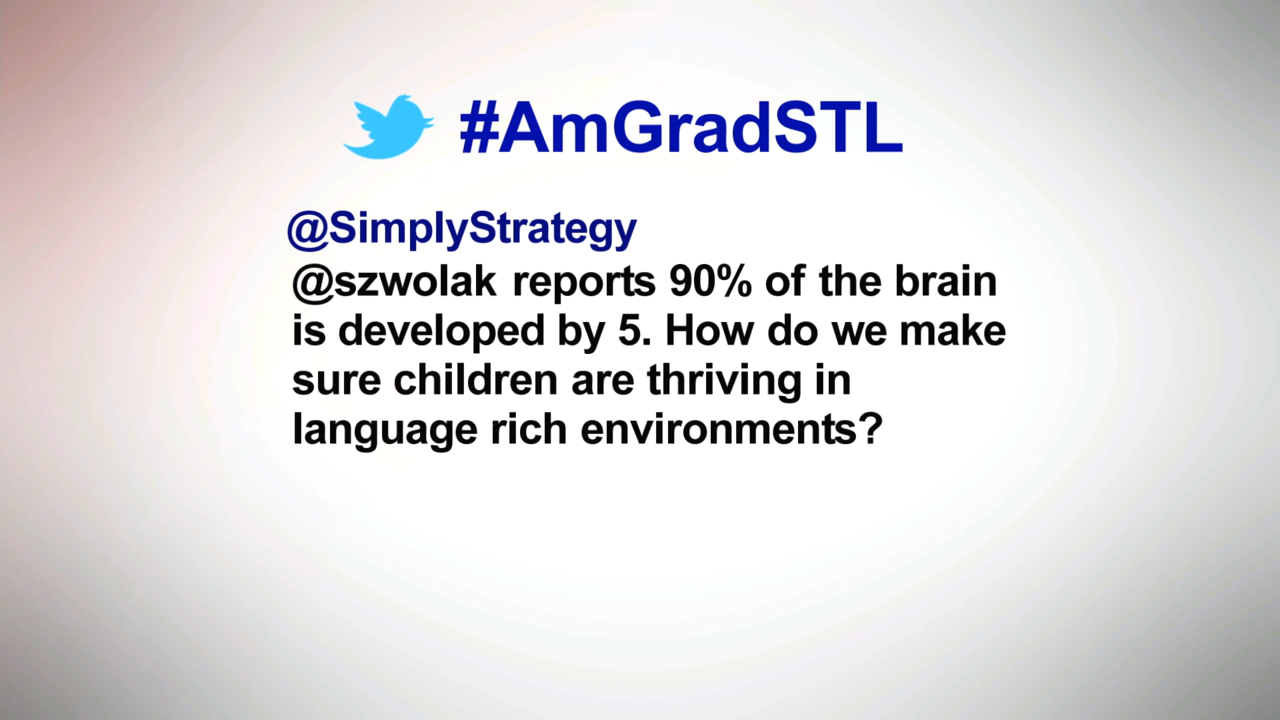 #AmGradSTL
@SimplyStrategy
@szwolak reports 90% of the brain
is developed by 5. How do we make
sure children are thriving in
language rich environments?